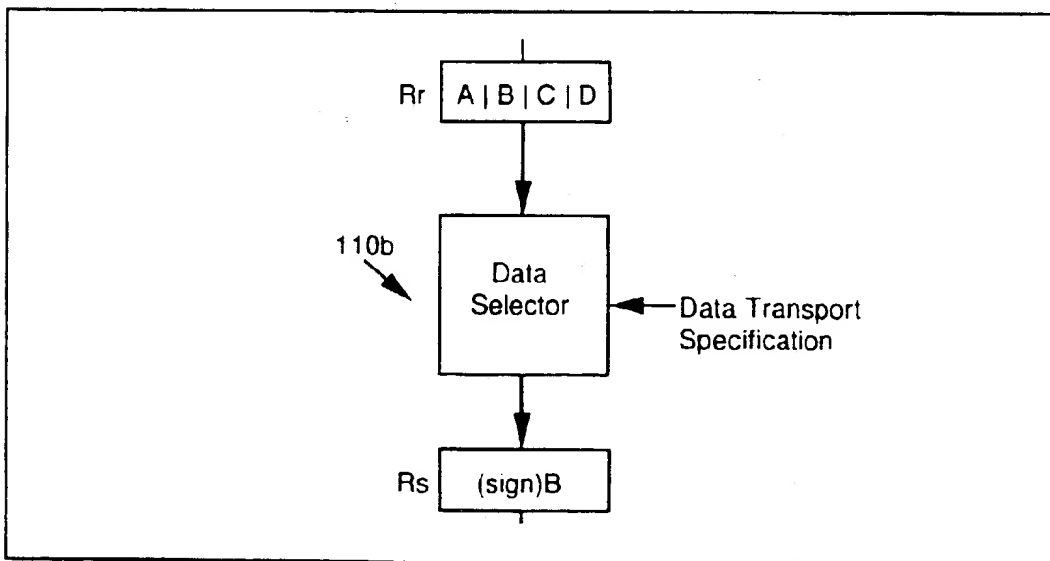 Rr A | B | C | D
110b
Data
Selector
Data Transport
Specification
Rs (sign)B